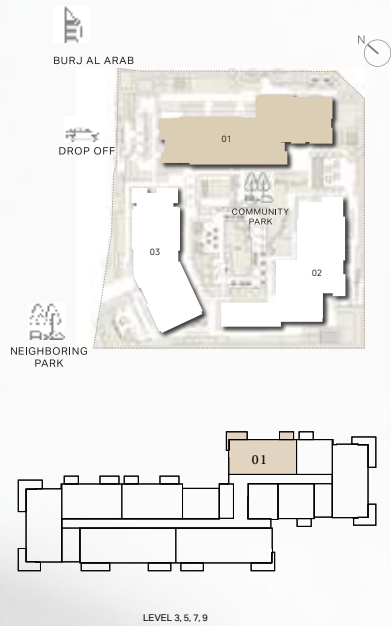 N
BURJ AL ARAB
DROP OFF
01
COMMUNITY
PARK
03
02
NEIGHBORING
PARK
01
LEVEL 3, 5, 7, 9